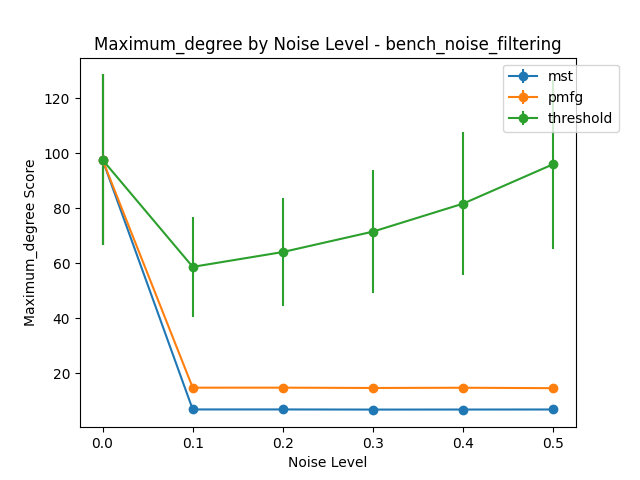 Maximum_degree by Noise Level - bench_noise_filtering
mst
pmfg
threshold
Maximum_degree Score
120
100
80
60
40
20
0.0 0.1 0.2 0.3 0.4 0.5
Noise Level